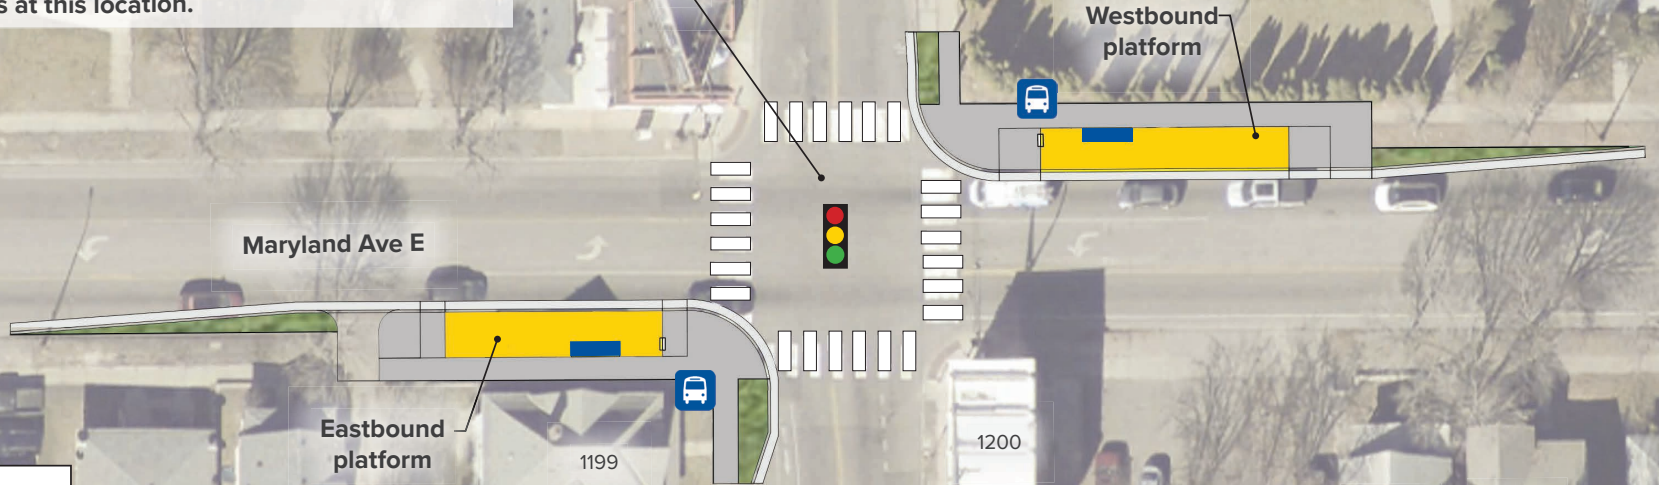 s at this location.
Westbound
platform
Maryland Ave E
Eastbound
platform
1199
1200